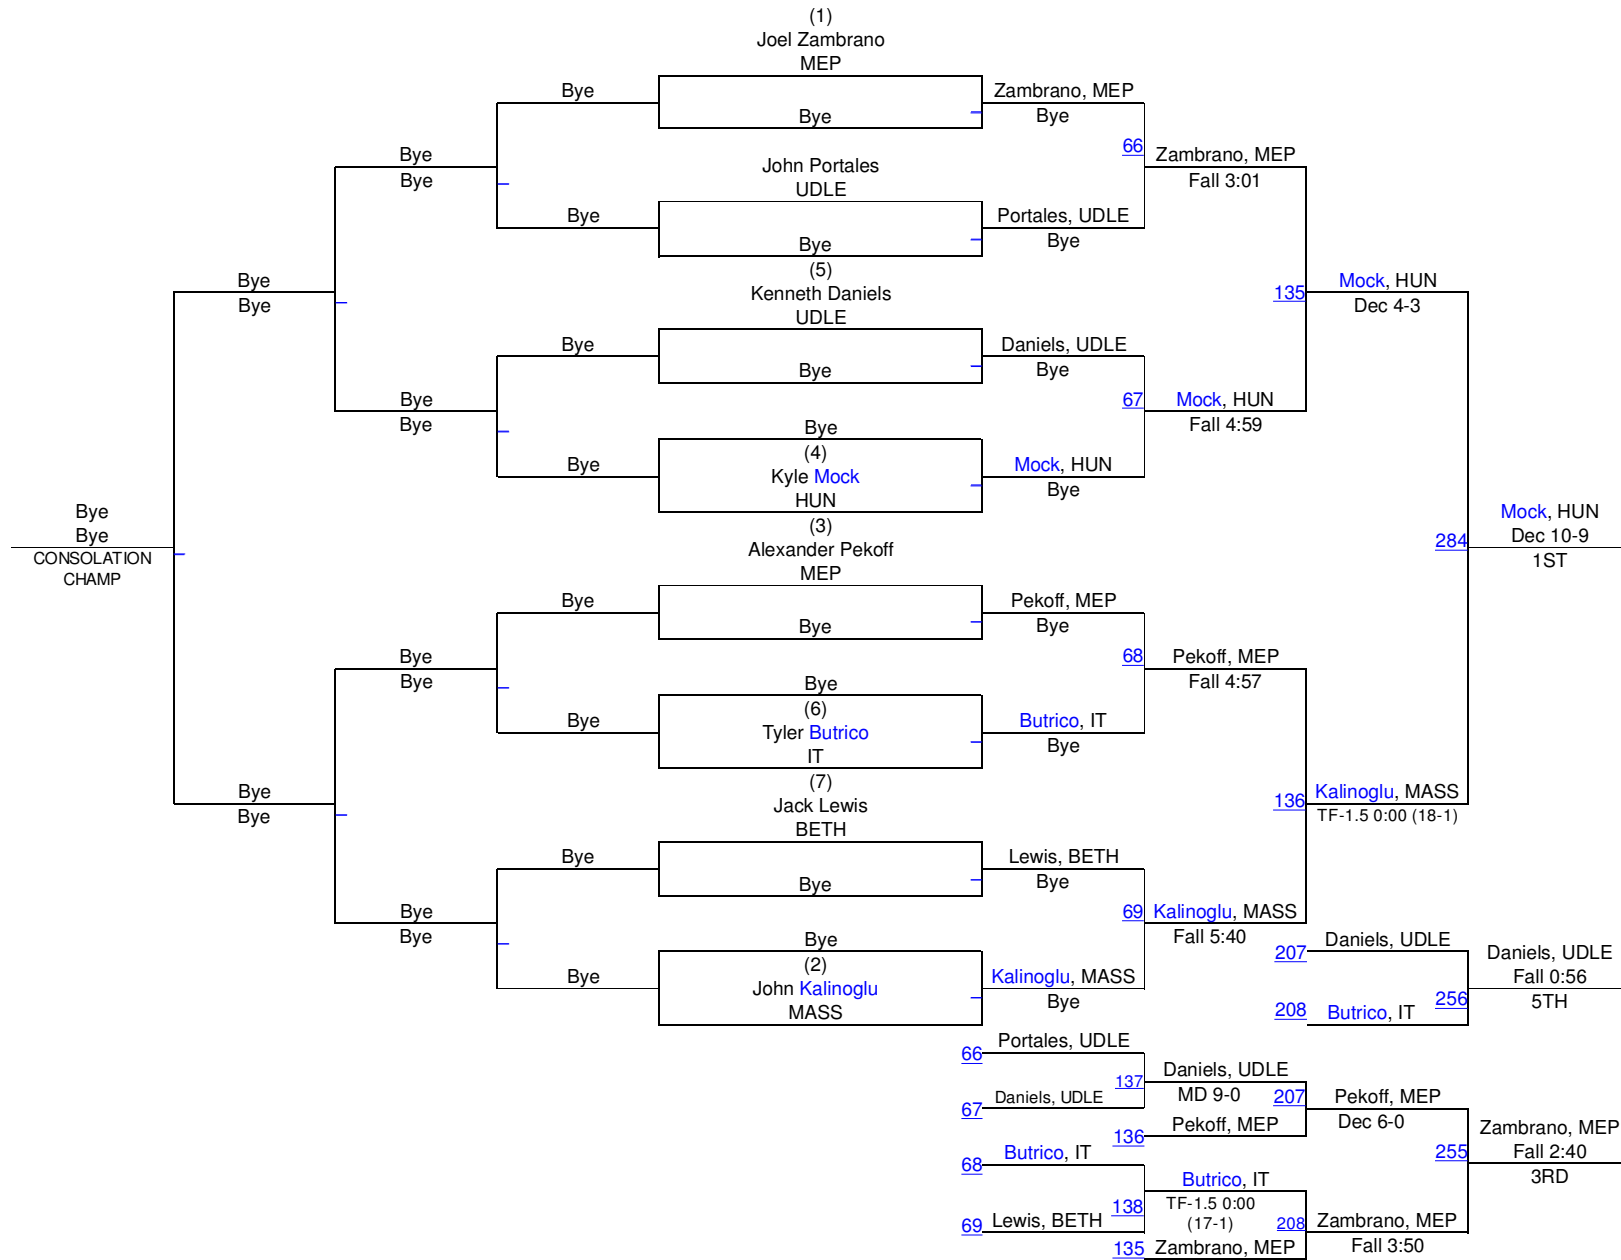 (1)
Joel Zambrano
MEP
Bye
Zambrano, MEP
Bye
Bye
66
Bye
Bye
Zambrano, MEP
Fall 3:01
John Portales
UDLE
Bye
Portales, UDLE
Bye
Bye
Bye
Bye
135
Mock, HUN
Dec 4-3
(5)
Kenneth Daniels
UDLE
Bye
Daniels, UDLE
Bye
Bye
67
Bye
Bye
Mock, HUN
Fall 4:59
Bye
(4)
Kyle Mock
HUN
Bye
Mock, HUN
Bye
Bye
Bye
CONSOLATION
CHAMP
284
Mock, HUN
Dec 10-9
1ST
(3)
Alexander Pekoff
MEP
Bye
Pekoff, MEP
Bye
Bye
68
Bye
Bye
Pekoff, MEP
Fall 4:57
Bye
(6)
Tyler Butrico
IT
Bye
Butrico, IT
Bye
Bye
Bye
136
Kalinoglu, MASS
TF-1.5 0:00 (18-1)
(7)
Jack Lewis
BETH
Bye
Lewis, BETH
Bye
Bye
69
Bye
Bye
Kalinoglu, MASS
Fall 5:40
Bye
(2)
John Kalinoglu
MASS
Bye
Kalinoglu, MASS
Bye
207
Daniels, UDLE
208
Butrico, IT
256
Daniels, UDLE
Fall 0:56
5TH
66
Portales, UDLE
67
Daniels, UDLE
137
Daniels, UDLE
MD 9-0
136
Pekoff, MEP
207
Pekoff, MEP
Dec 6-0
68
Butrico, IT
69
Lewis, BETH
138
Butrico, IT
TF-1.5 0:00
(17-1)
135
Zambrano, MEP
208
Zambrano, MEP
Fall 3:50
255
Zambrano, MEP
Fall 2:40
3RD